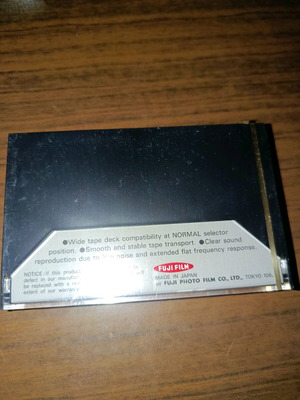 ●Wide tape deck compatibility at NORMAL selector
position. ●Smooth and stable tape transport. ●Clear sound
reproduction due to low noise and extended flat frequency response.
NOTICE: If this product
defect in our manufac
be replaced with a new
extent of our warranty
FUJI FILM
MADE IN JAPAN
FUJI PHOTO FILM CO., LTD., TOKYO 106,